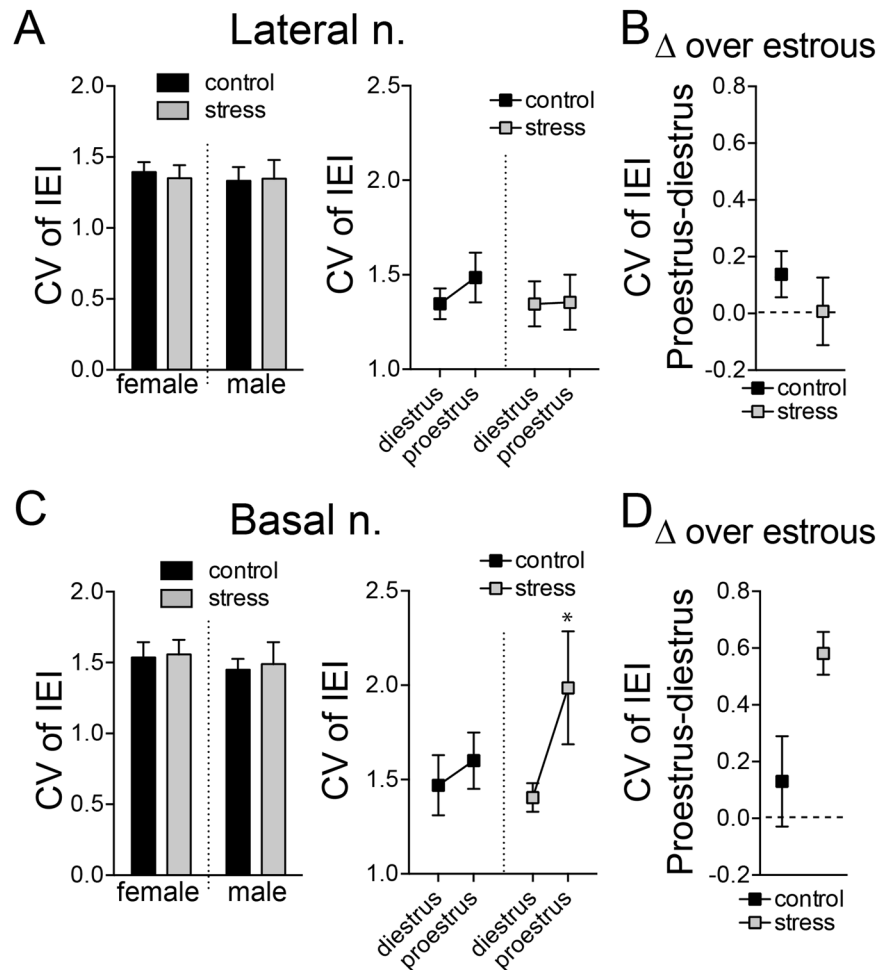 A
Lateral n.
control
stress
CV of IEI
2.0
1.5
1.0
0.5
0.0
female
male
control
stress
CV of IEI
2.5
2.0
1.5
1.0
diestrus
proestrus
diestrus
proestrus
B
Δ over estrous
CV of IEI
Proestrus-diestrus
0.8
0.6
0.4
0.2
0.0
-0.2
control
stress
C
Basal n.
control
stress
CV of IEI
2.0
1.5
1.0
0.5
0.0
female
male
control
stress
*
CV of IEI
2.5
2.0
1.5
1.0
diestrus
proestrus
diestrus
proestrus
D
Δ over estrous
CV of IEI
Proestrus-diestrus
0.8
0.6
0.4
0.2
0.0
-0.2
control
stress